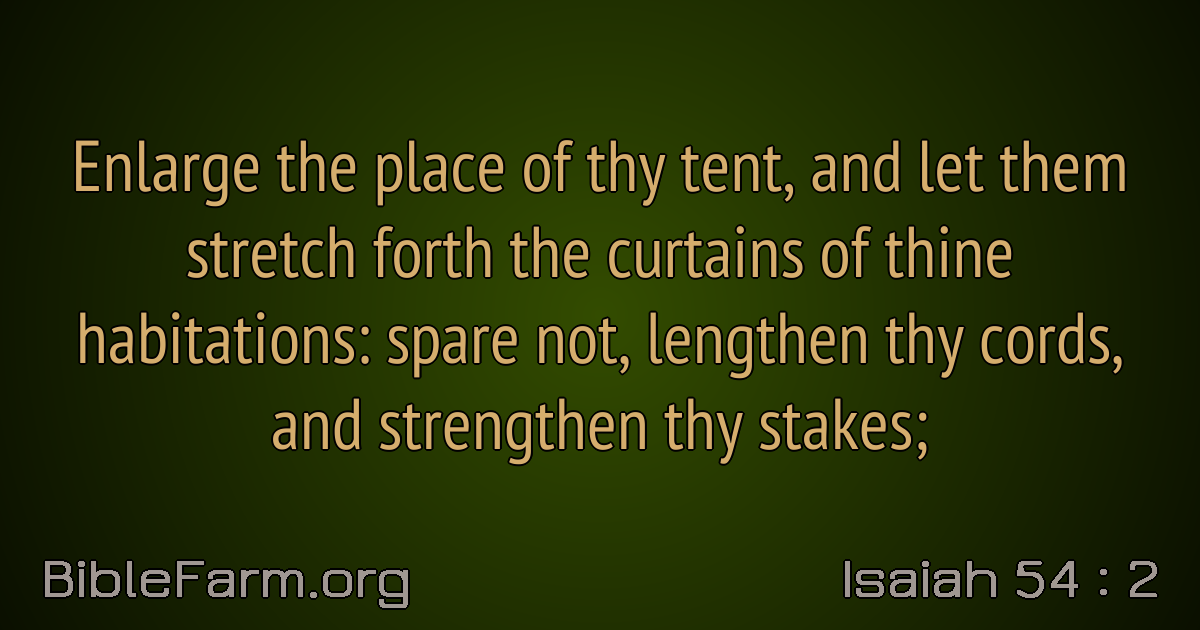 Enlarge the place of thy tent, and let them
stretch forth the curtains of thine
habitations: spare not, lengthen thy cords,
and strengthen thy stakes;
BibleFarm.org
Isaiah 54 : 2